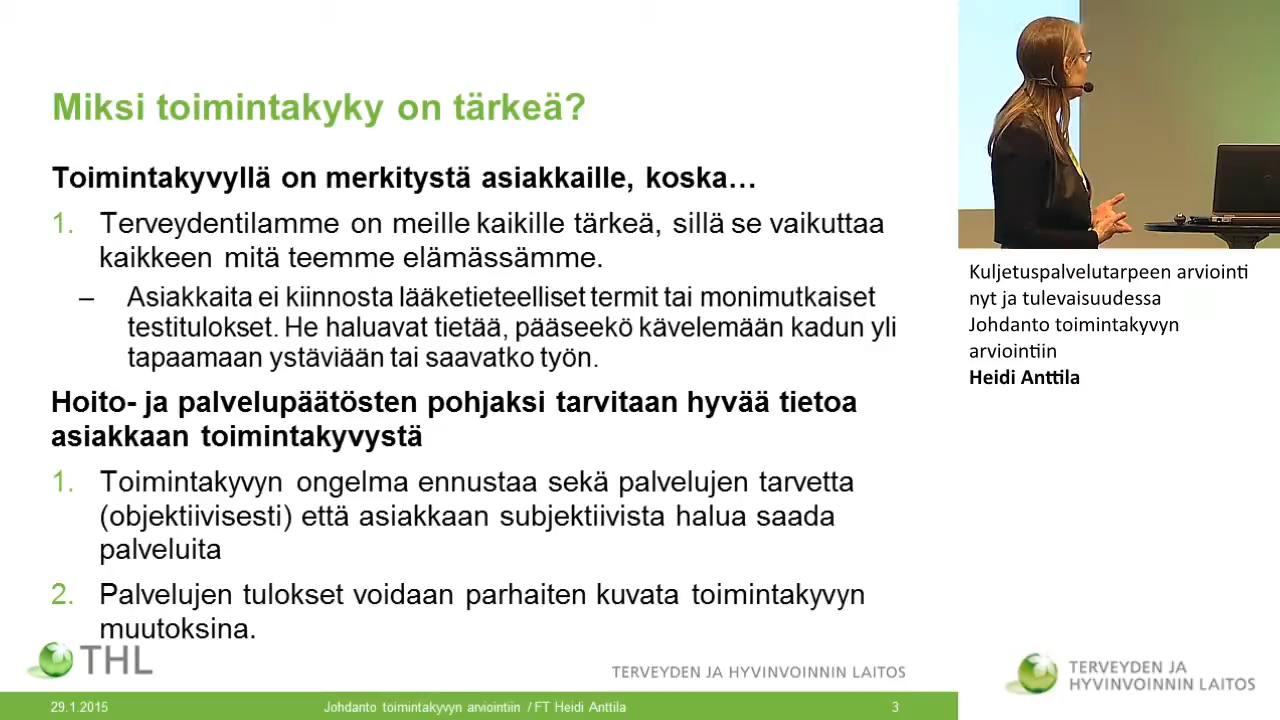 Miksi toimintakyky on tärkeä?
Toimintakyvyllä on merkitystä asiakkaille, koska…
1. Terveydentilamme on meille kaikille tärkeä, sillä se vaikuttaa
kaikkeen mitä teemme elämässämme.
– Asiakkaita ei kiinnosta lääketieteelliset termit tai monimutkaiset
testitulokset. He haluavat tietää, pääseekö kävelemään kadun yli
tapaamaan ystäviään tai saavatko työn.
Hoito- ja palvelupäätösten pohjaksi tarvitaan hyvää tietoa
asiakkaan toimintakyvystä
1. Toimintakyvyn ongelma ennustaa sekä palvelujen tarvetta
(objektiivisesti) että asiakkaan subjektiivista halua saada
palveluita
2. Palvelujen tulokset voidaan parhaiten kuvata toimintakyvyn
muutoksina.
THL
TERVEYDEN JA HYVINVOINNIN LAITOS
29.1.2015 Johdanto toimintakyvyn arviointiin / FT Heidi Anttila 3
Kuljetuspalvelutarpeen arviointi
nyt ja tulevaisuudessa
Johdanto toimintakyvyn
arviointiin
Heidi Anttila
TERVEYDEN JA
HYVINVOINNIN LAITOS